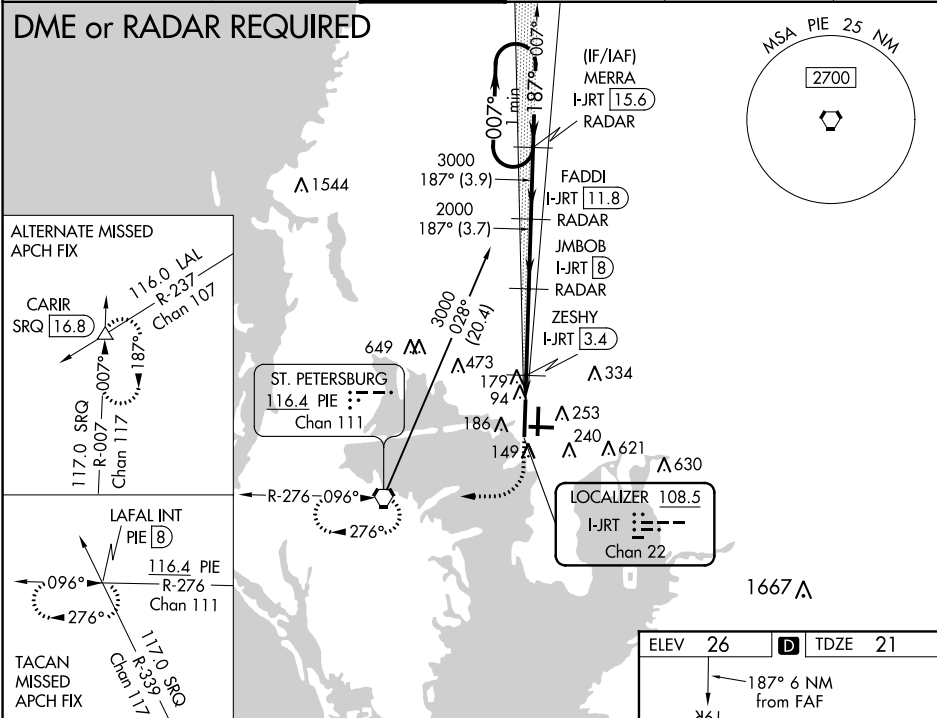 DME or RADAR REQUIRED
MSA PIE 25 NM
2700
007°
1 min
187°
007°
(IF/IAF)
MERRA
I-JRT 15.6
RADAR
3000
187° (3.9)
FADDI
I-JRT 11.8
RADAR
2000
187° (3.7)
JMBOB
I-JRT 8
RADAR
ZESHY
I-JRT 3.4
1544
3000
028°
(20.4)
649
473
179
94
334
186
253
149
240
621
630
1667
ST. PETERSBURG
116.4 PIE
Chan 111
R-276
096°
276°
LOCALIZER 108.5
I-JRT
Chan 22
ALTERNATE MISSED
APCH FIX
CARIR
SRQ 16.8
116.0 LAL
R-237
Chan 107
007°
187°
117.0 SRQ
R-007
Chan 117
LAFAL INT
PIE 8
116.4 PIE
R-276
Chan 111
096°
276°
117.0 SRQ
R-339
Chan 117
TACAN
MISSED
APCH FIX
ELEV 26
D
TDZE 21
187° 6 NM
from FAF